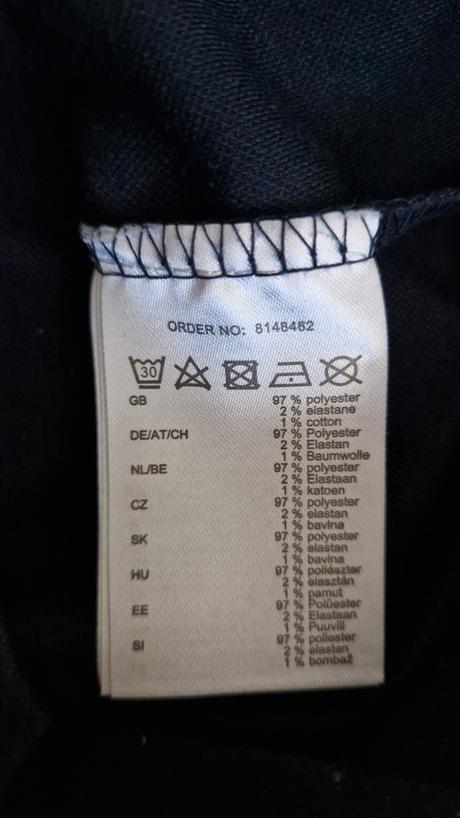 ORDER NO: 8148462
30
GB 97 % polyester
2 % elastane
1 % cotton
DE/AT/CH 97 % Polyester
2 % Elastan
1 % Baumwolle
NL/BE 97 % polyester
2 % Elastaan
1 % katoen
CZ 97 % polyester
2 % elastan
1 % bavlna
SK 97 % polyester
2 % elastan
1 % bavlna
HU 97 % poliészter
2 % elasztán
1 % pamut
EE 97 % Polüester
2 % Elastaan
1 % Puuvill
SI 97 % poliester
2 % elastan
1 % bombaž